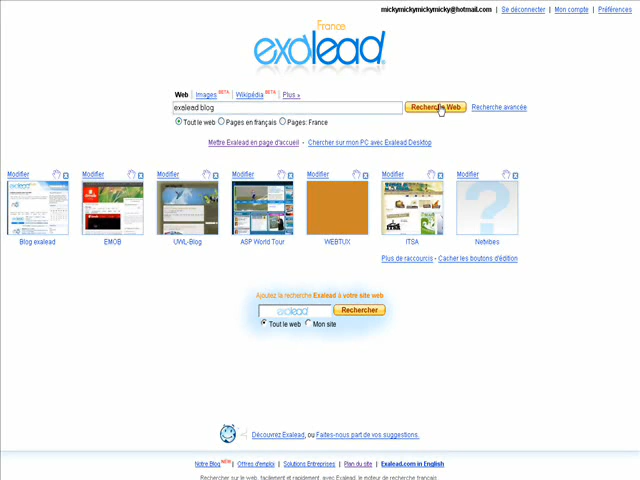 mickymickymickymicky@hotmail.com | Se déconnecter | Mon compte | Préférences
France
exalead
Web | Images BETA | Wikipédia BETA | Plus »
exalead blog Recherche Web Recherche avancée
Tout le web Pages en français Pages: France
Mettre Exalead en page d'accueil - Chercher sur mon PC avec Exalead Desktop
Modifier Modifier Modifier Modifier Modifier Modifier Modifier
Blog exalead EMOB UWL-Blog ASP World Tour WEBTUX ITSA Netvibes
Plus de raccourcis - Cacher les boutons d'édition
Ajoutez la recherche Exalead à votre site web
exalead Rechercher
Tout le web Mon site
Découvrez Exalead, ou Faites-nous part de vos suggestions.
Notre Blog NEW | Offres d'emploi | Solutions Entreprises | Plan du site | Exalead.com in English
Rechercher sur le web, facilement et rapidement, avec Exalead, le moteur de recherche français